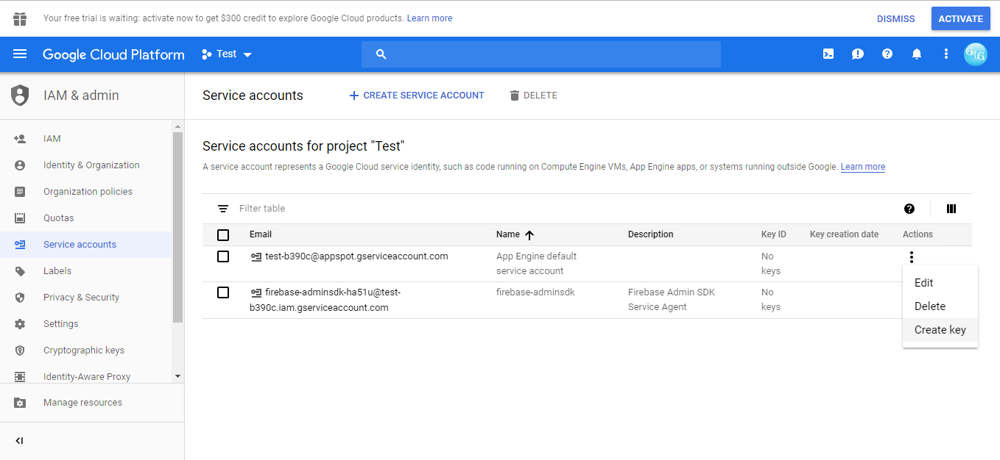 Your free trial is waiting: activate now to get $300 credit to explore Google Cloud products. Learn more
DISMISS
ACTIVATE
Google Cloud Platform
Test
GMG
IAM & admin
Service accounts
CREATE SERVICE ACCOUNT
DELETE
IAM
Identity & Organization
Organization policies
Quotas
Service accounts
Labels
Privacy & Security
Settings
Cryptographic keys
Identity-Aware Proxy
Manage resources
Service accounts for project "Test"
A service account represents a Google Cloud service identity, such as code running on Compute Engine VMs, App Engine apps, or systems running outside Google. Learn more
Filter table
Email Name Description Key ID Key creation date Actions
test-b390c@appspot.gserviceaccount.com App Engine default No
service account keys
firebase-adminsdk-ha51u@test- firebase-adminsdk Firebase Admin SDK No
b390c.iam.gserviceaccount.com Service Agent keys
Edit
Delete
Create key